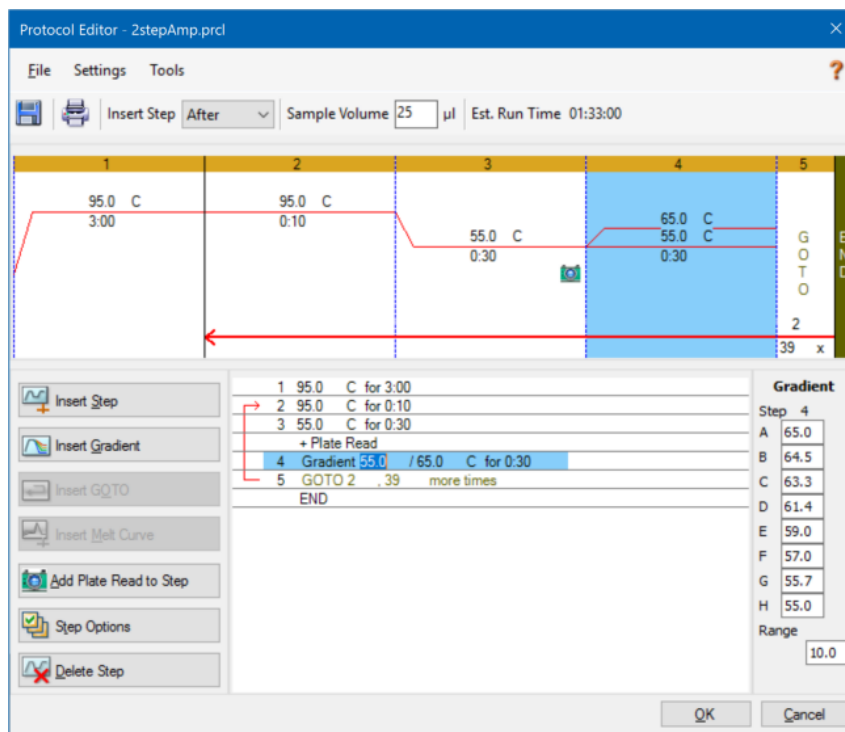 Protocol Editor - 2stepAmp.prcl
File Settings Tools ?
Insert Step After Sample Volume 25 µl Est. Run Time 01:33:00
1 2 3 4 5
95.0 C 95.0 C
3:00 0:10
65.0 C
55.0 C 55.0 C
0:30 0:30
G
O
T
O
2
39 x
Insert Step
Insert Gradient
Insert GOTO
Insert Melt Curve
Add Plate Read to Step
Step Options
Delete Step
1 95.0 C for 3:00
2 95.0 C for 0:10
3 55.0 C for 0:30
+ Plate Read
4 Gradient 55.0 / 65.0 C for 0:30
5 GOTO 2 , 39 more times
END
Gradient
Step 4
A 65.0
B 64.5
C 63.3
D 61.4
E 59.0
F 57.0
G 55.7
H 55.0
Range
10.0
OK Cancel